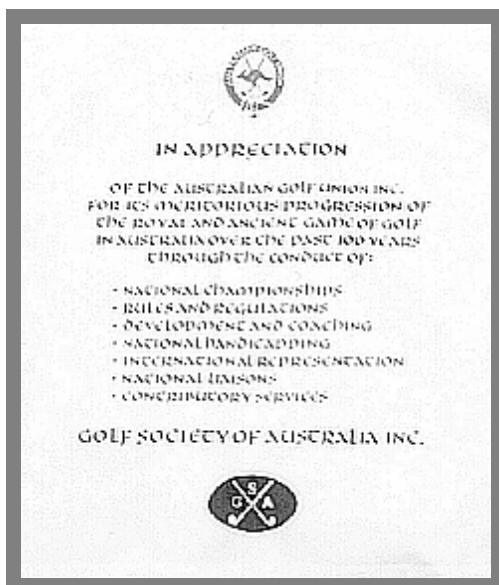 IN APPRECIATION
OF THE AUSTRALIAN GOLF UNION INC.
FOR ITS MERITORIOUS PROGRESSION OF
THE ROYAL AND ANCIENT GAME OF GOLF
IN AUSTRALIA OVER THE PAST 100 YEARS
THROUGH THE CONDUCT OF:
• NATIONAL CHAMPIONSHIPS
• RULES AND REGULATIONS
• DEVELOPMENT AND COACHING
• NATIONAL HANDICAPPING
• INTERNATIONAL REPRESENTATION
• NATIONAL LIAISONS
• CONTRIBUTORY SERVICES
GOLF SOCIETY OF AUSTRALIA INC.
G S A